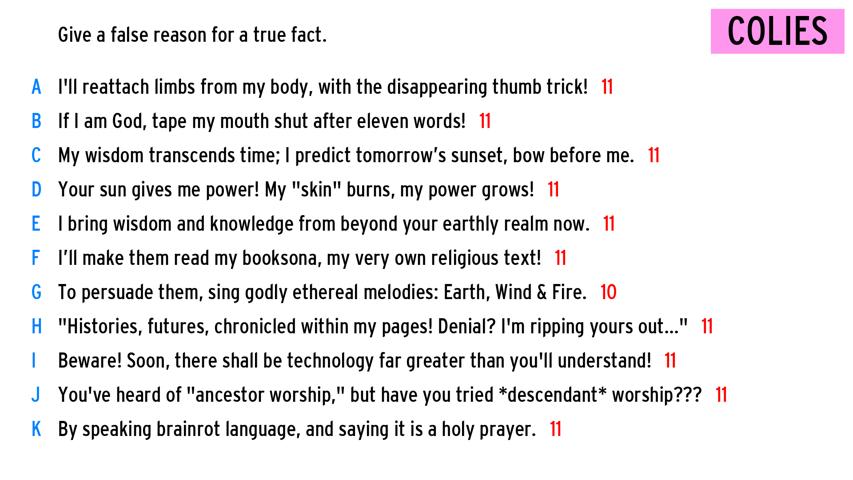 COLIES
Give a false reason for a true fact.
A I'll reattach limbs from my body, with the disappearing thumb trick! 11
B If I am God, tape my mouth shut after eleven words! 11
C My wisdom transcends time; I predict tomorrow’s sunset, bow before me. 11
D Your sun gives me power! My "skin" burns, my power grows! 11
E I bring wisdom and knowledge from beyond your earthly realm now. 11
F I’ll make them read my booksona, my very own religious text! 11
G To persuade them, sing godly ethereal melodies: Earth, Wind & Fire. 10
H "Histories, futures, chronicled within my pages! Denial? I'm ripping yours out..." 11
I Beware! Soon, there shall be technology far greater than you'll understand! 11
J You've heard of "ancestor worship," but have you tried *descendant* worship??? 11
K By speaking brainrot language, and saying it is a holy prayer. 11